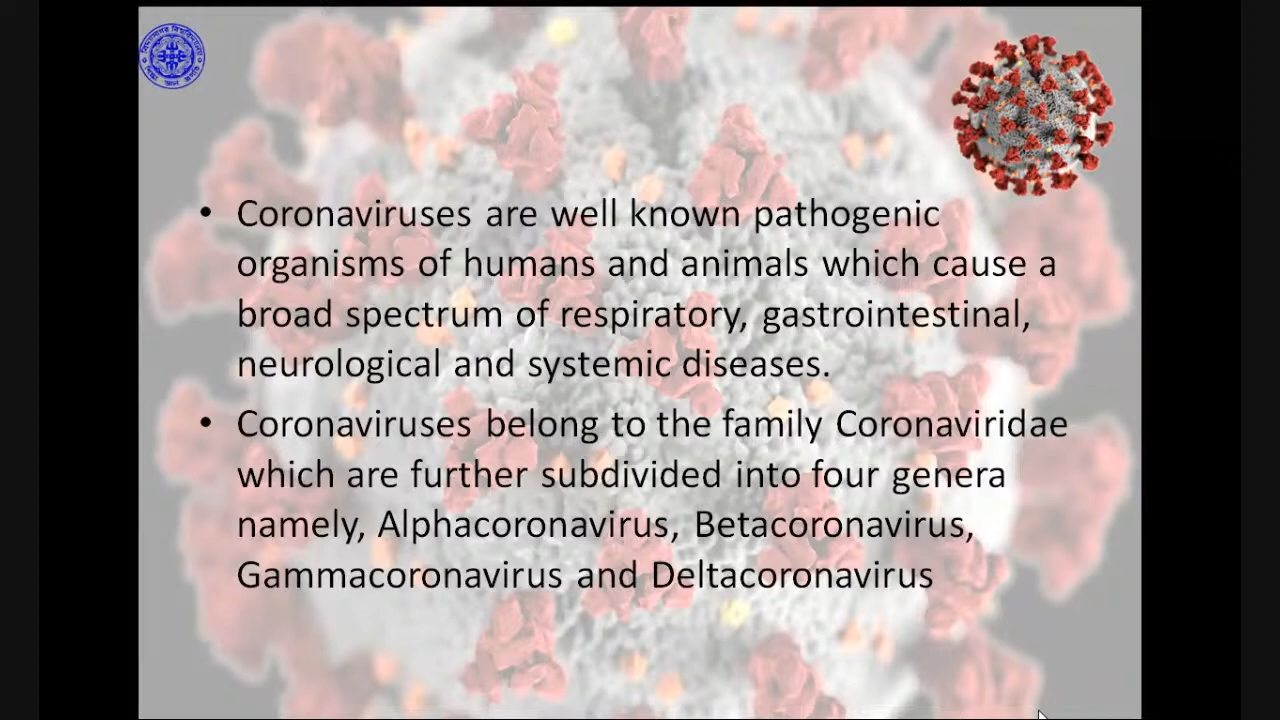 • Coronaviruses are well known pathogenic
organisms of humans and animals which cause a
broad spectrum of respiratory, gastrointestinal,
neurological and systemic diseases.
• Coronaviruses belong to the family Coronaviridae
which are further subdivided into four genera
namely, Alphacoronavirus, Betacoronavirus,
Gammacoronavirus and Deltacoronavirus